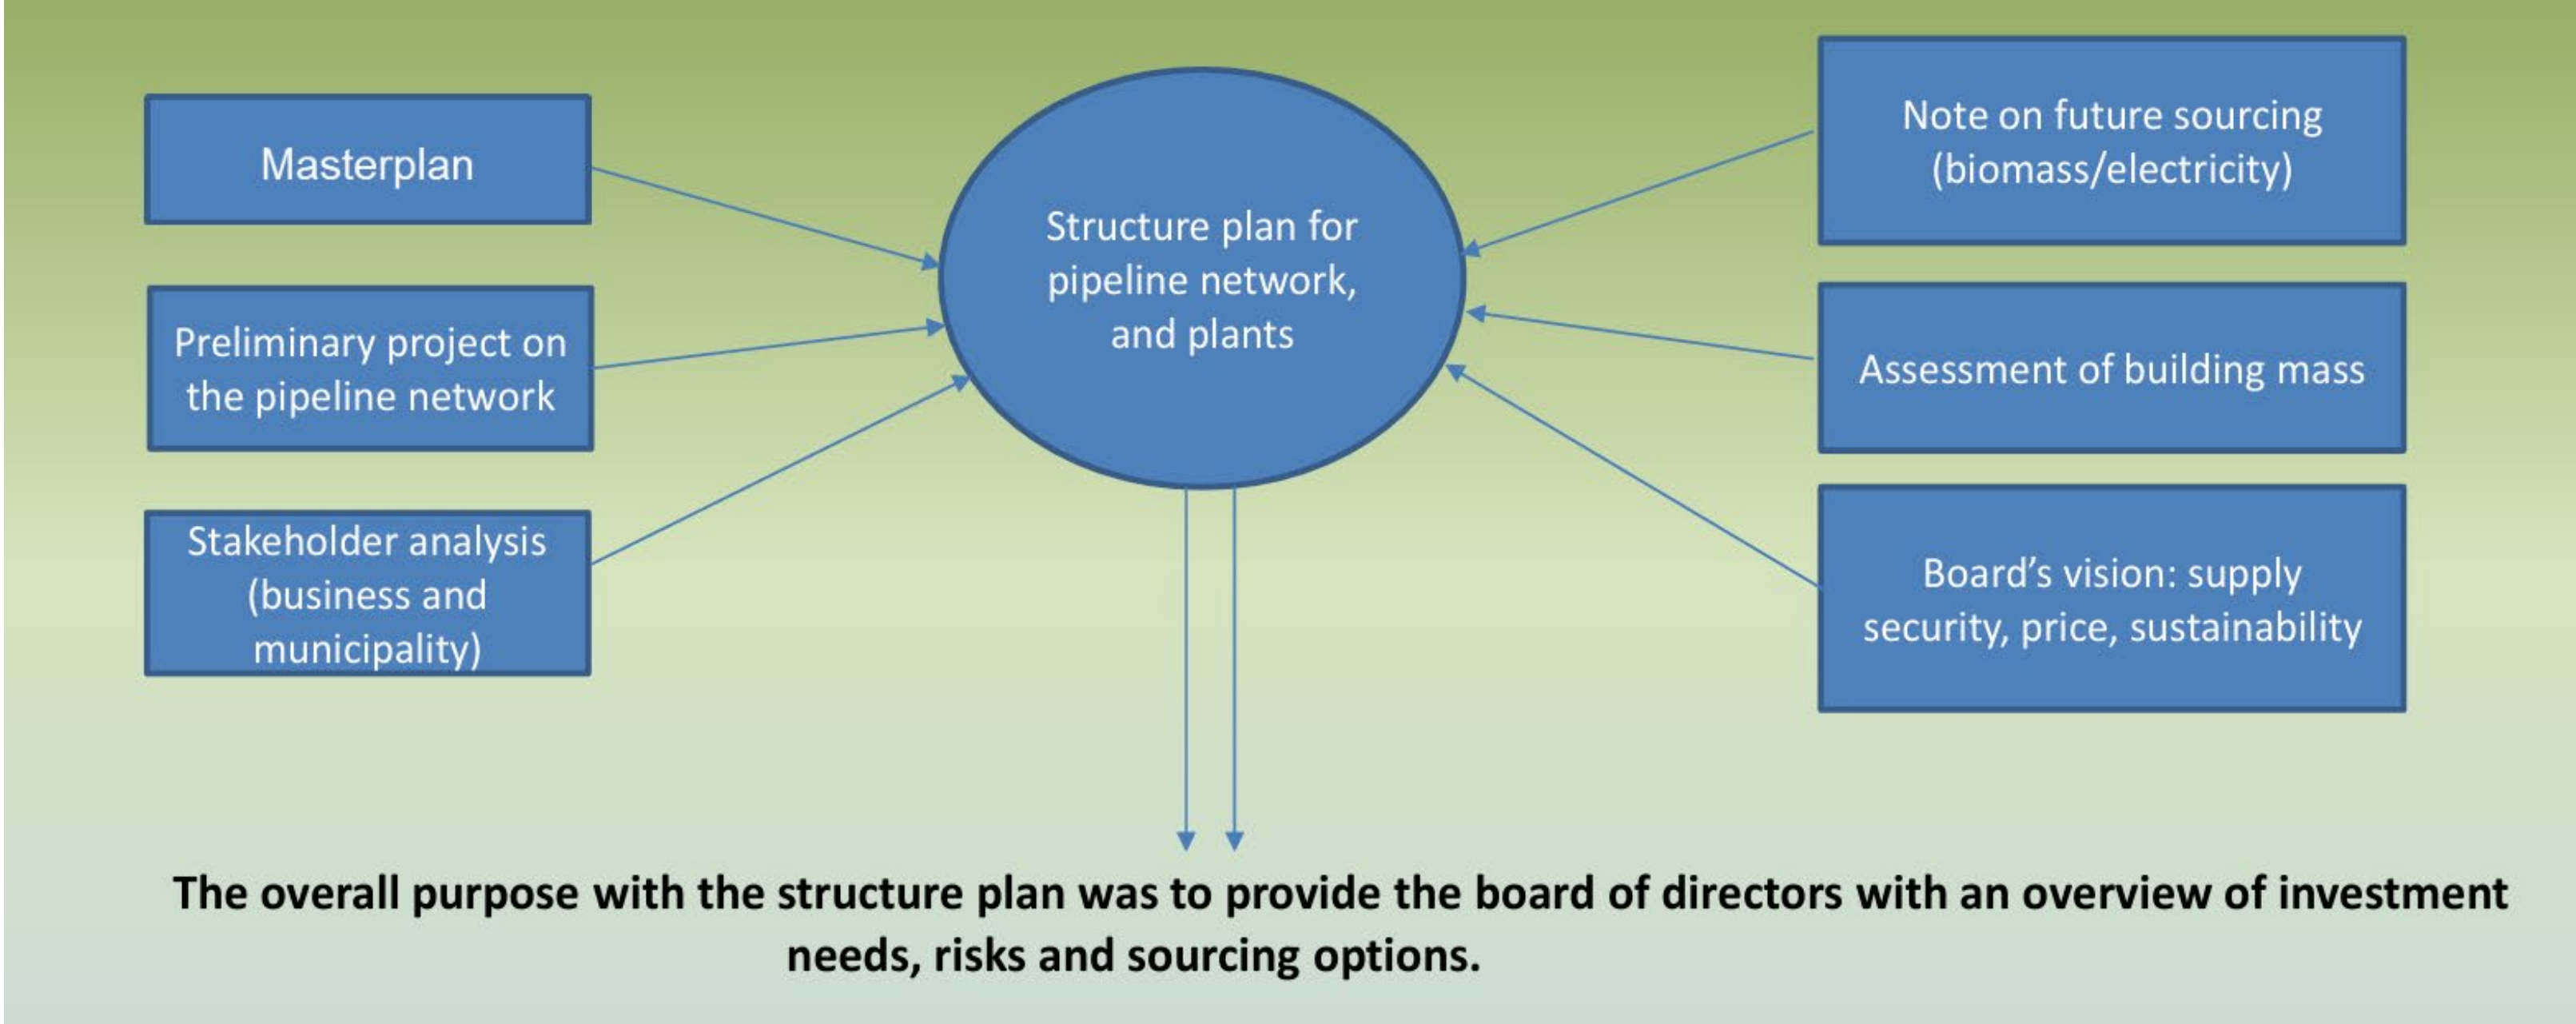 Masterplan
Preliminary project on
the pipeline network
Stakeholder analysis
(business and
municipality)
Structure plan for
pipeline network,
and plants
Note on future sourcing
(biomass/electricity)
Assessment of building mass
Board’s vision: supply
security, price, sustainability
The overall purpose with the structure plan was to provide the board of directors with an overview of investment
needs, risks and sourcing options.